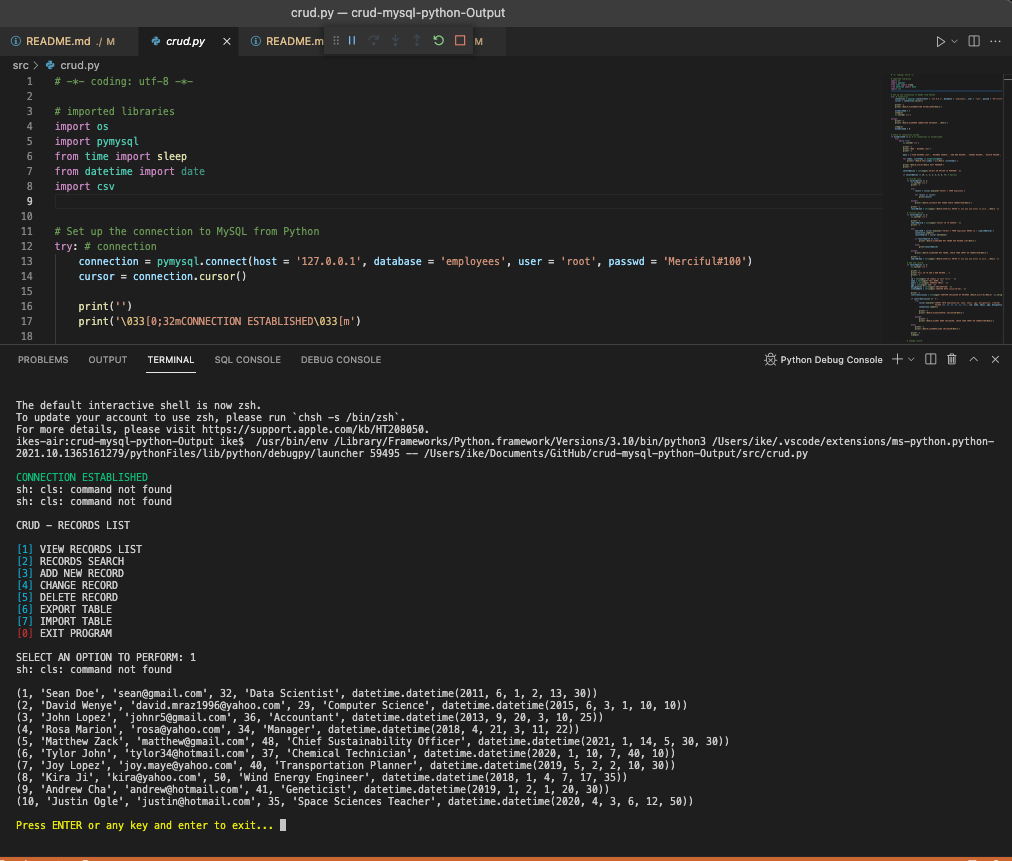 crud.py — crud-mysql-python-Output
README.md ./ M
crud.py
README.m
M
src > crud.py
1 # -*- coding: utf-8 -*-
2
3 # imported libraries
4 import os
5 import pymysql
6 from time import sleep
7 from datetime import date
8 import csv
9
10
11 # Set up the connection to MySQL from Python
12 try: # connection
13 connection = pymysql.connect(host = '127.0.0.1', database = 'employees', user = 'root', passwd = 'Merciful#100')
14 cursor = connection.cursor()
15
16 print('')
17 print('\033[0;32mCONNECTION ESTABLISHED\033[m')
18
PROBLEMS OUTPUT TERMINAL SQL CONSOLE DEBUG CONSOLE
Python Debug Console
The default interactive shell is now zsh.
To update your account to use zsh, please run `chsh -s /bin/zsh`.
For more details, please visit https://support.apple.com/kb/HT208050.
ikes-air:crud-mysql-python-Output ike$  /usr/bin/env /Library/Frameworks/Python.framework/Versions/3.10/bin/python3 /Users/ike/.vscode/extensions/ms-python.python-
2021.10.1365161279/pythonFiles/lib/python/debugpy/launcher 59495 -- /Users/ike/Documents/GitHub/crud-mysql-python-Output/src/crud.py
CONNECTION ESTABLISHED
sh: cls: command not found
sh: cls: command not found
CRUD - RECORDS LIST
[1] VIEW RECORDS LIST
[2] RECORDS SEARCH
[3] ADD NEW RECORD
[4] CHANGE RECORD
[5] DELETE RECORD
[6] EXPORT TABLE
[7] IMPORT TABLE
[0] EXIT PROGRAM
SELECT AN OPTION TO PERFORM: 1
sh: cls: command not found
(1, 'Sean Doe', 'sean@gmail.com', 32, 'Data Scientist', datetime.datetime(2011, 6, 1, 2, 13, 30))
(2, 'David Wenye', 'david.mraz1996@yahoo.com', 29, 'Computer Science', datetime.datetime(2015, 6, 3, 1, 10, 10))
(3, 'John Lopez', 'johnr5@gmail.com', 36, 'Accountant', datetime.datetime(2013, 9, 20, 3, 10, 25))
(4, 'Rosa Marion', 'rosa@yahoo.com', 34, 'Manager', datetime.datetime(2018, 4, 21, 3, 11, 22))
(5, 'Matthew Zack', 'matthew@gmail.com', 48, 'Chief Sustainability Officer', datetime.datetime(2021, 1, 14, 5, 30, 30))
(6, 'Tylor John', 'tylor34@hotmail.com', 37, 'Chemical Technician', datetime.datetime(2020, 1, 10, 7, 40, 10))
(7, 'Joy Lopez', 'joy.maye@yahoo.com', 40, 'Transportation Planner', datetime.datetime(2019, 5, 2, 2, 10, 30))
(8, 'Kira Ji', 'kira@yahoo.com', 50, 'Wind Energy Engineer', datetime.datetime(2018, 1, 4, 7, 17, 35))
(9, 'Andrew Cha', 'andrew@hotmail.com', 41, 'Geneticist', datetime.datetime(2019, 1, 2, 1, 20, 30))
(10, 'Justin Ogle', 'justin@hotmail.com', 35, 'Space Sciences Teacher', datetime.datetime(2020, 4, 3, 6, 12, 50))
Press ENTER or any key and enter to exit...